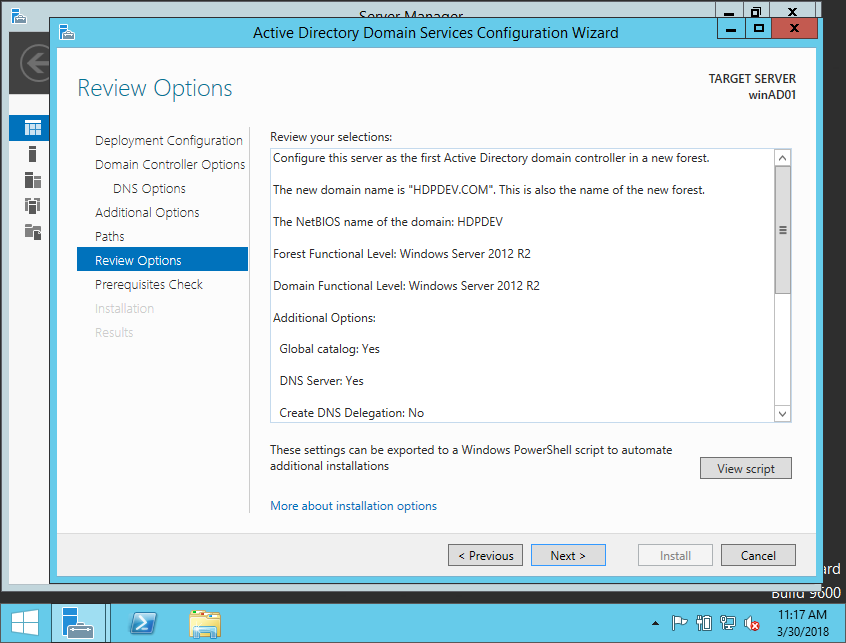 Server Manager
Active Directory Domain Services Configuration Wizard
Review Options
TARGET SERVER
winAD01
Deployment Configuration
Domain Controller Options
DNS Options
Additional Options
Paths
Review Options
Prerequisites Check
Installation
Results
Review your selections:
Configure this server as the first Active Directory domain controller in a new forest.
The new domain name is "HDPDEV.COM". This is also the name of the new forest.
The NetBIOS name of the domain: HDPDEV
Forest Functional Level: Windows Server 2012 R2
Domain Functional Level: Windows Server 2012 R2
Additional Options:
Global catalog: Yes
DNS Server: Yes
Create DNS Delegation: No
These settings can be exported to a Windows PowerShell script to automate
additional installations
View script
More about installation options
< Previous
Next >
Install
Cancel
ard
Build 9600
11:17 AM
3/30/2018